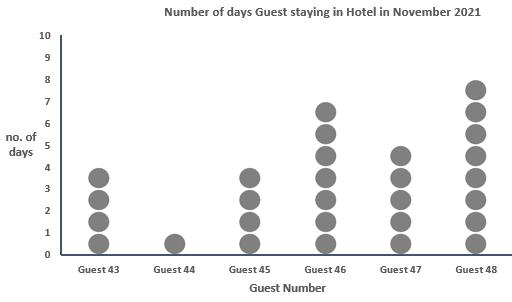 Number of days Guest staying in Hotel in November 2021
10
9
8
7
6
5
4
3
2
1
0
no. of
days
Guest 43 Guest 44 Guest 45 Guest 46 Guest 47 Guest 48
Guest Number